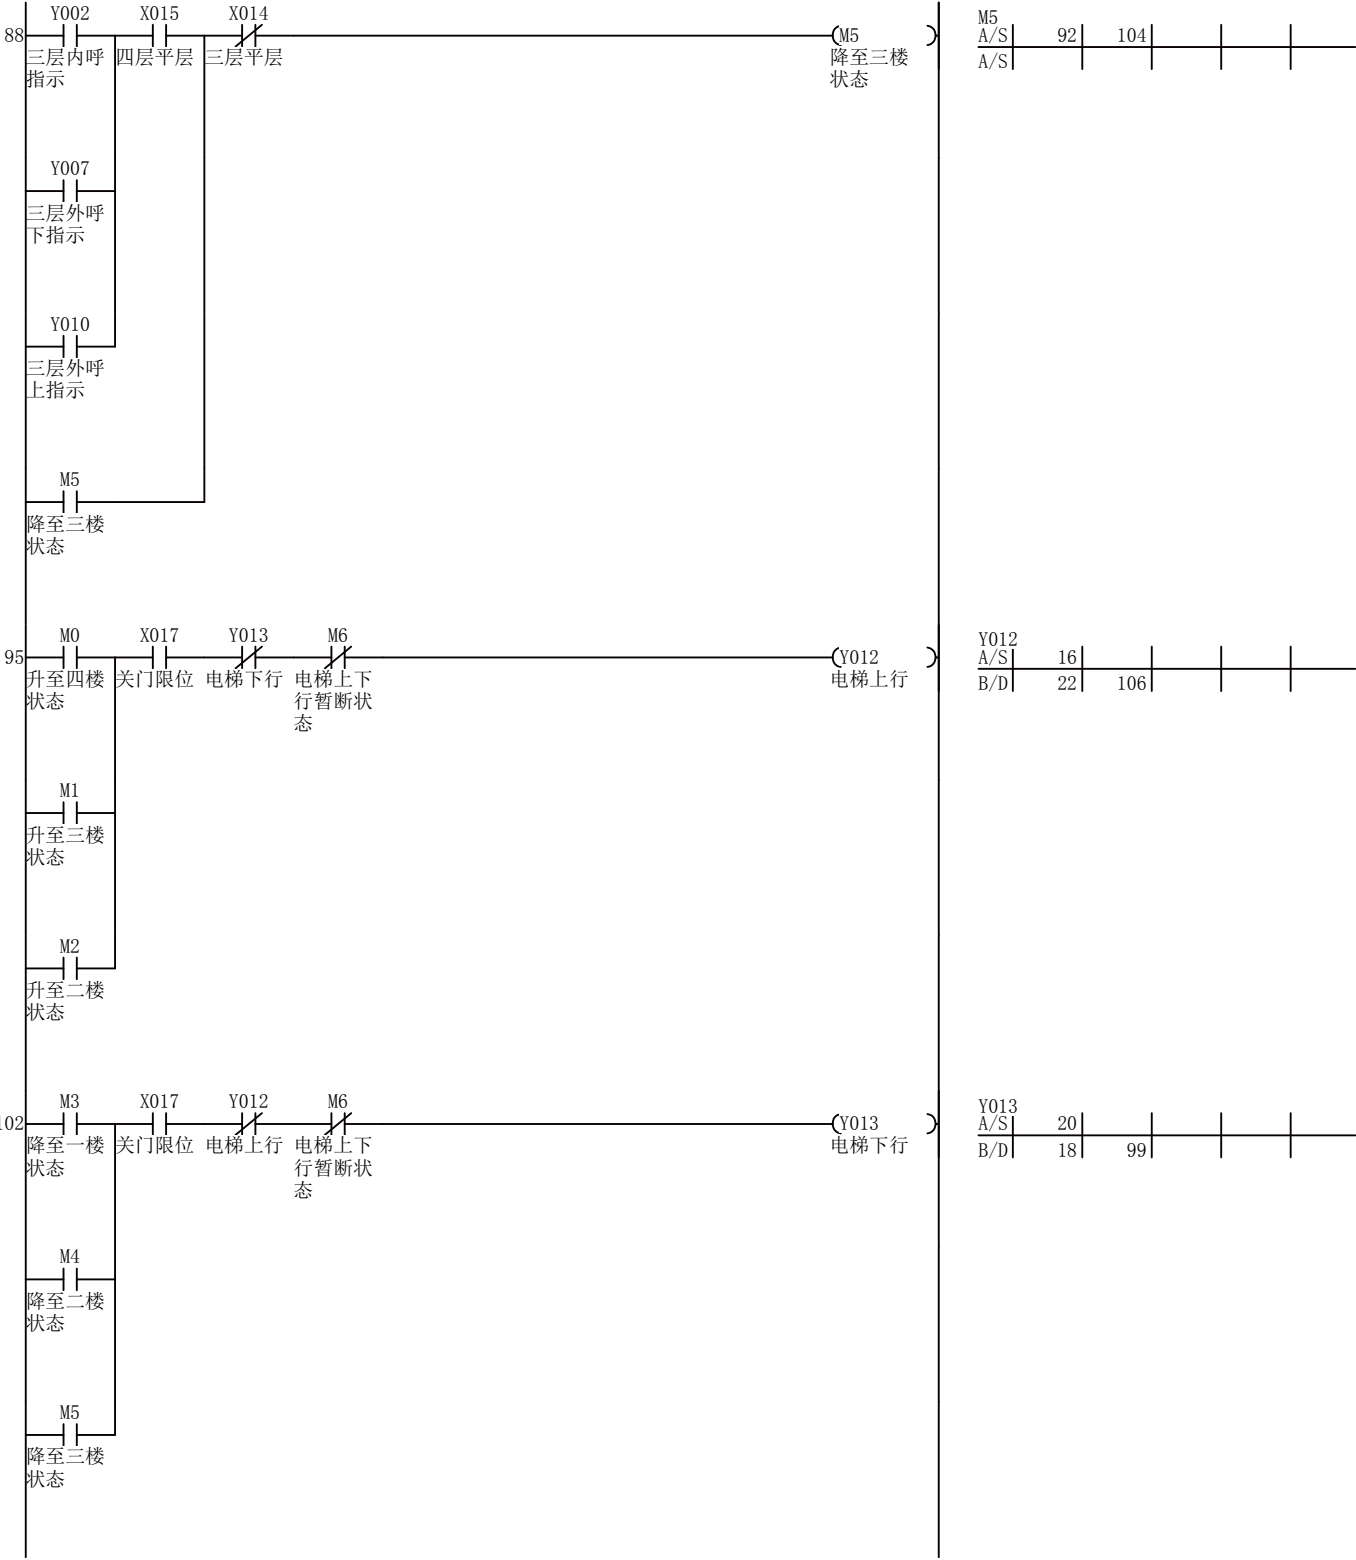 Y002 X015 X014 M5
88 (M5 ) A/S 92 104
三层内呼 四层平层 三层平层 降至三楼 A/S
指示 状态
Y007
三层外呼
下指示
Y010
三层外呼
上指示
M5
降至三楼
状态
M0 X017 Y013 M6 Y012
95 (Y012 ) A/S 16
升至四楼 关门限位 电梯下行 电梯上下 电梯上行 B/D 22 106
状态 行暂断状
态
M1
升至三楼
状态
M2
升至二楼
状态
M3 X017 Y012 M6 Y013
102 (Y013 ) A/S 20
降至一楼 关门限位 电梯上行 电梯上下 电梯下行 B/D 18 99
状态 行暂断状
态
M4
降至二楼
状态
M5
降至三楼
状态